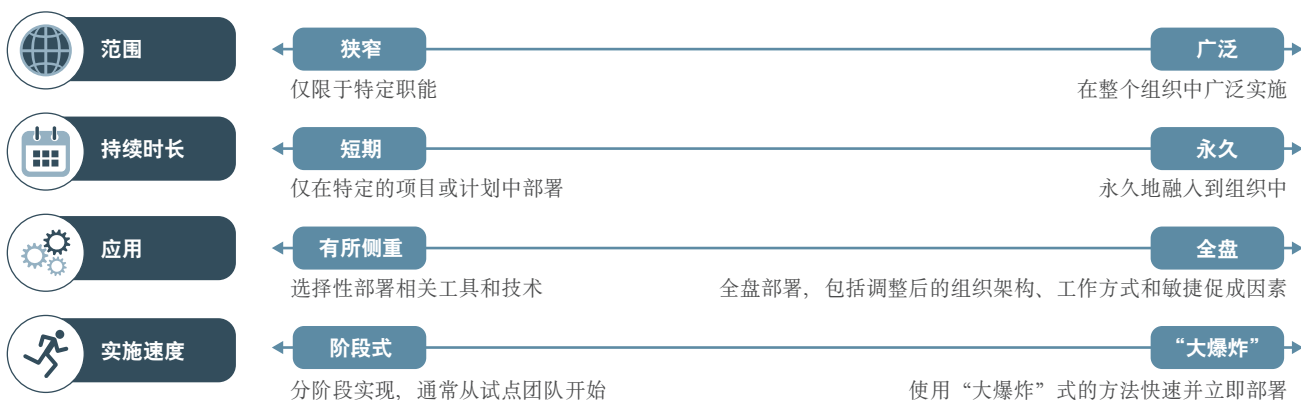 范围
狭窄
广泛
仅限于特定职能
在整个组织中广泛实施
持续时长
短期
永久
仅在特定的项目或计划中部署
永久地融入到组织中
应用
有所侧重
全盘
选择性部署相关工具和技术
全盘部署，包括调整后的组织架构、工作方式和敏捷促成因素
实施速度
阶段式
“大爆炸”
分阶段实现，通常从试点团队开始
使用“大爆炸”式的方法快速并立即部署